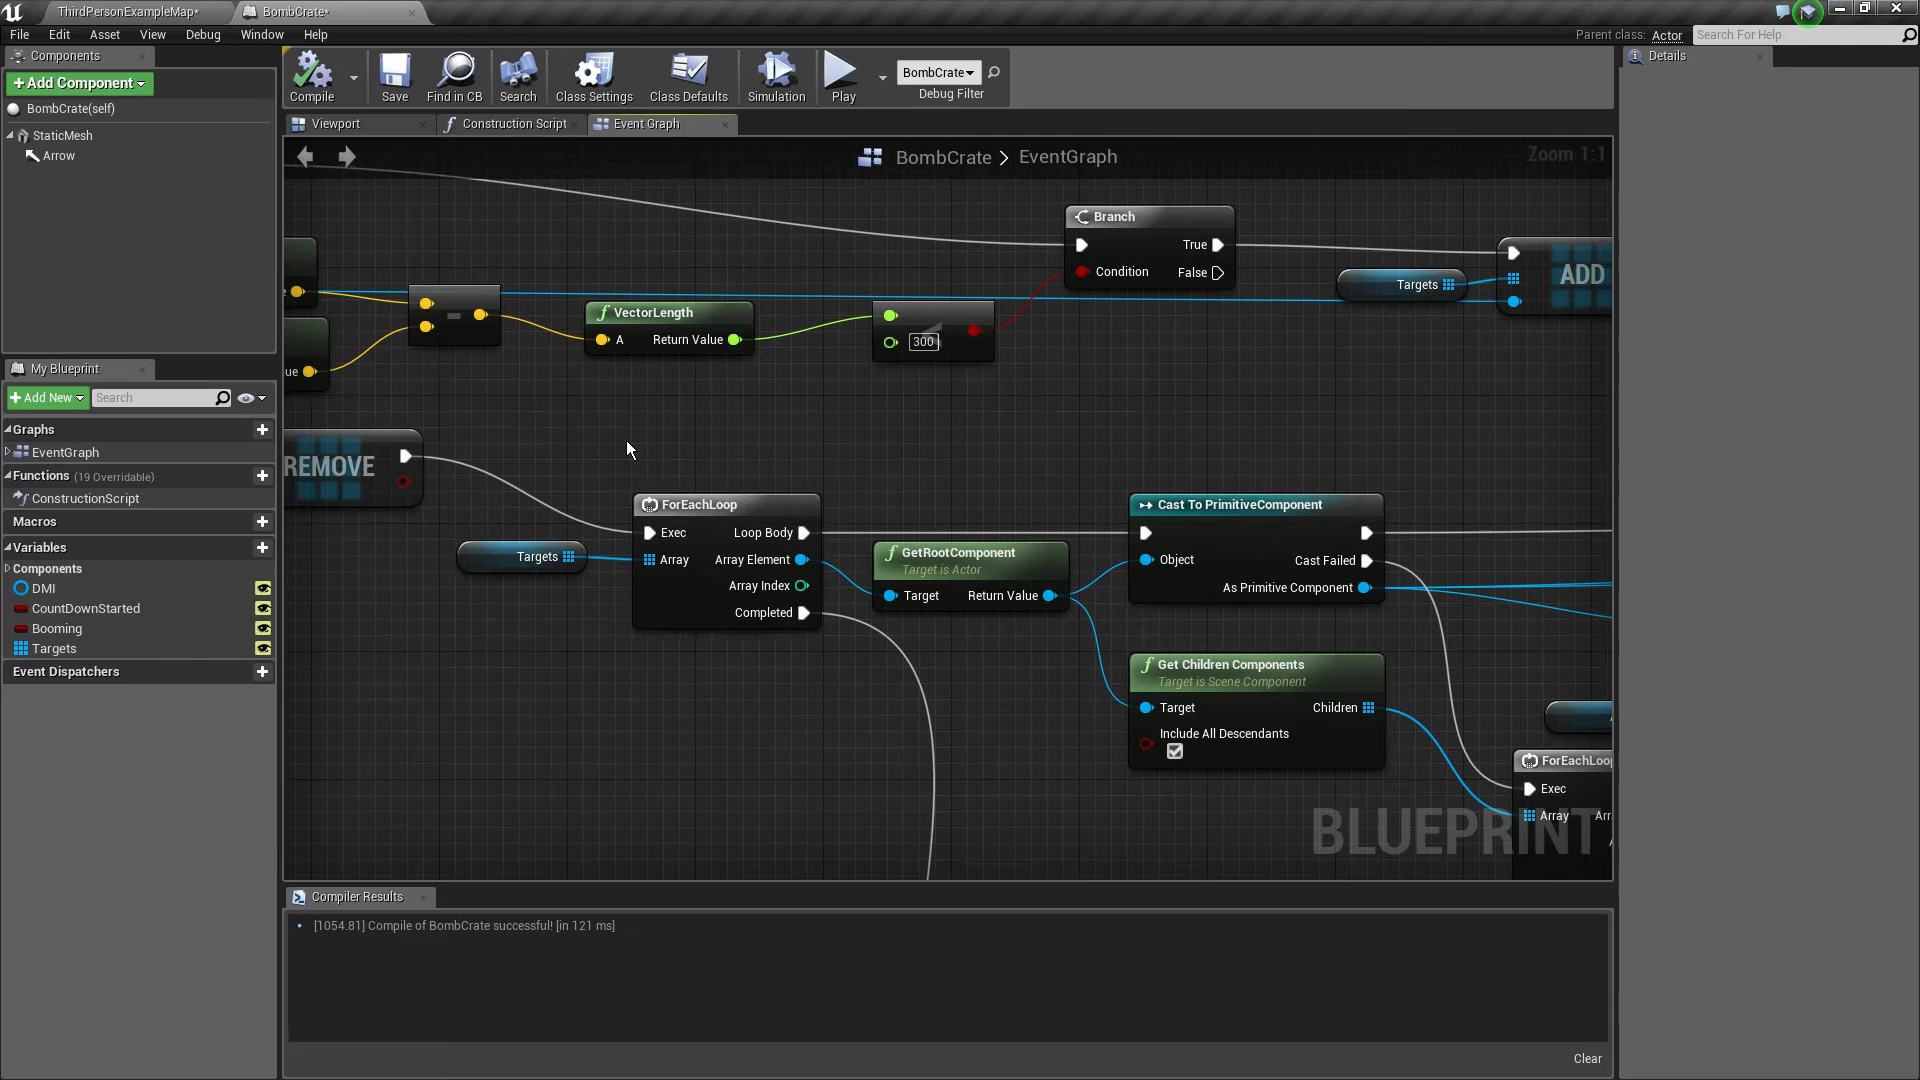 ThirdPersonExampleMap*
BombCrate*
File Edit Asset View Debug Window Help
Parent class: Actor
Search For Help
Components
Add Component
BombCrate(self)
StaticMesh
Arrow
Compile
Save
Find in CB
Search
Class Settings
Class Defaults
Simulation
Play
BombCrate
Debug Filter
Details
Viewport
Construction Script
Event Graph
BombCrate > EventGraph
Zoom 1:1
Branch
True
Condition
False
Targets
ADD
VectorLength
A
Return Value
300
ue
REMOVE
Targets
ForEachLoop
Exec
Loop Body
Array
Array Element
Array Index
Completed
GetRootComponent
Target is Actor
Target
Return Value
Cast To PrimitiveComponent
Object
Cast Failed
As Primitive Component
Get Children Components
Target is Scene Component
Target
Children
Include All Descendants
ForEachLoo
Exec
Array
Arr
BLUEPRINT
My Blueprint
Add New
Search
Graphs
EventGraph
Functions (19 Overridable)
ConstructionScript
Macros
Variables
Components
DMI
CountDownStarted
Booming
Targets
Event Dispatchers
Compiler Results
[1054.81] Compile of BombCrate successful! [in 121 ms]
Clear